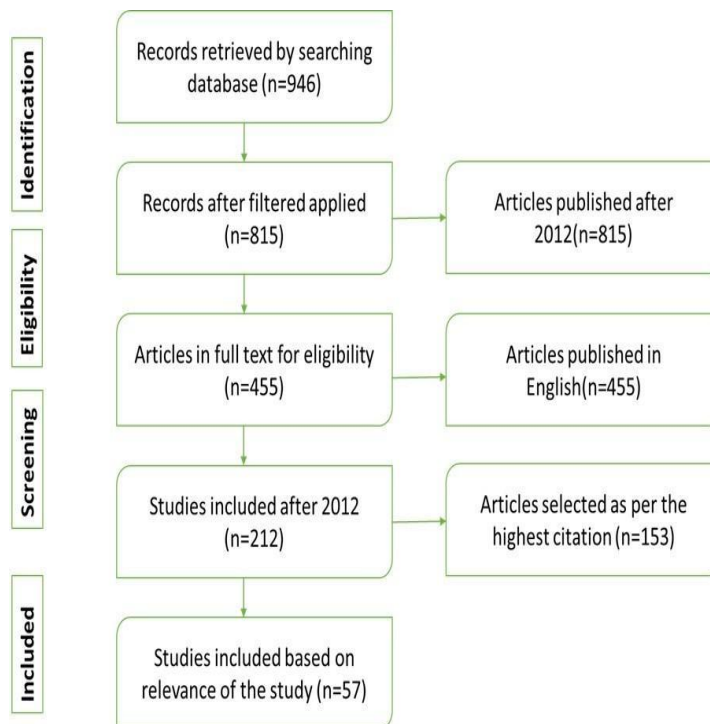 Identification
Records retrieved by searching
database (n=946)
Records after filtered applied
(n=815)
Articles published after
2012(n=815)
Eligibility
Articles in full text for eligibility
(n=455)
Articles published in
English(n=455)
Screening
Studies included after 2012
(n=212)
Articles selected as per the
highest citation (n=153)
Included
Studies included based on
relevance of the study (n=57)